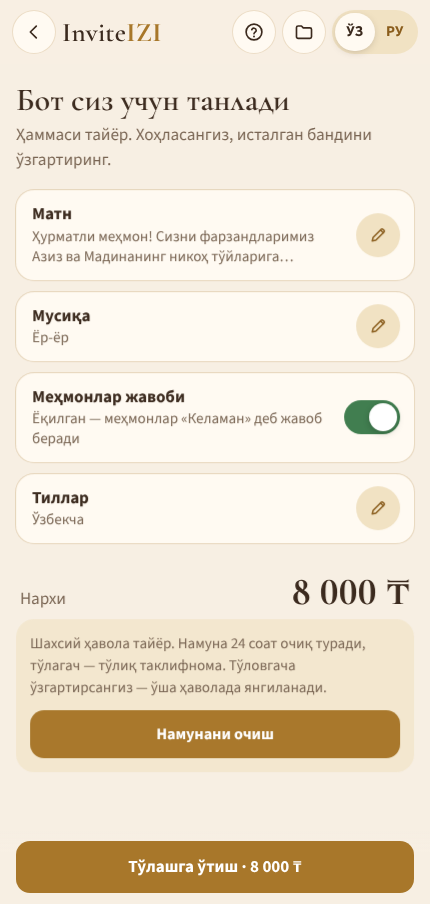 InviteIZI
ЎЗ
РУ
Бот сиз учун танлади
Ҳаммаси тайёр. Хоҳласангиз, исталган бандини
ўзгартиринг.
Матн
Ҳурматли меҳмон! Сизни фарзандларимиз
Азиз ва Мадинанинг никоҳ тўйларига…
Мусиқа
Ёр-ёр
Меҳмонлар жавоби
Ёқилган — меҳмонлар «Келаман» деб жавоб
беради
Тиллар
Ўзбекча
Нархи
8 000 ₸
Шахсий ҳавола тайёр. Намуна 24 соат очиқ туради,
тўлагач — тўлиқ таклифнома. Тўловгача
ўзгартирсангиз — ўша ҳаволада янгиланади.
Намунани очиш
Тўлашга ўтиш · 8 000 ₸